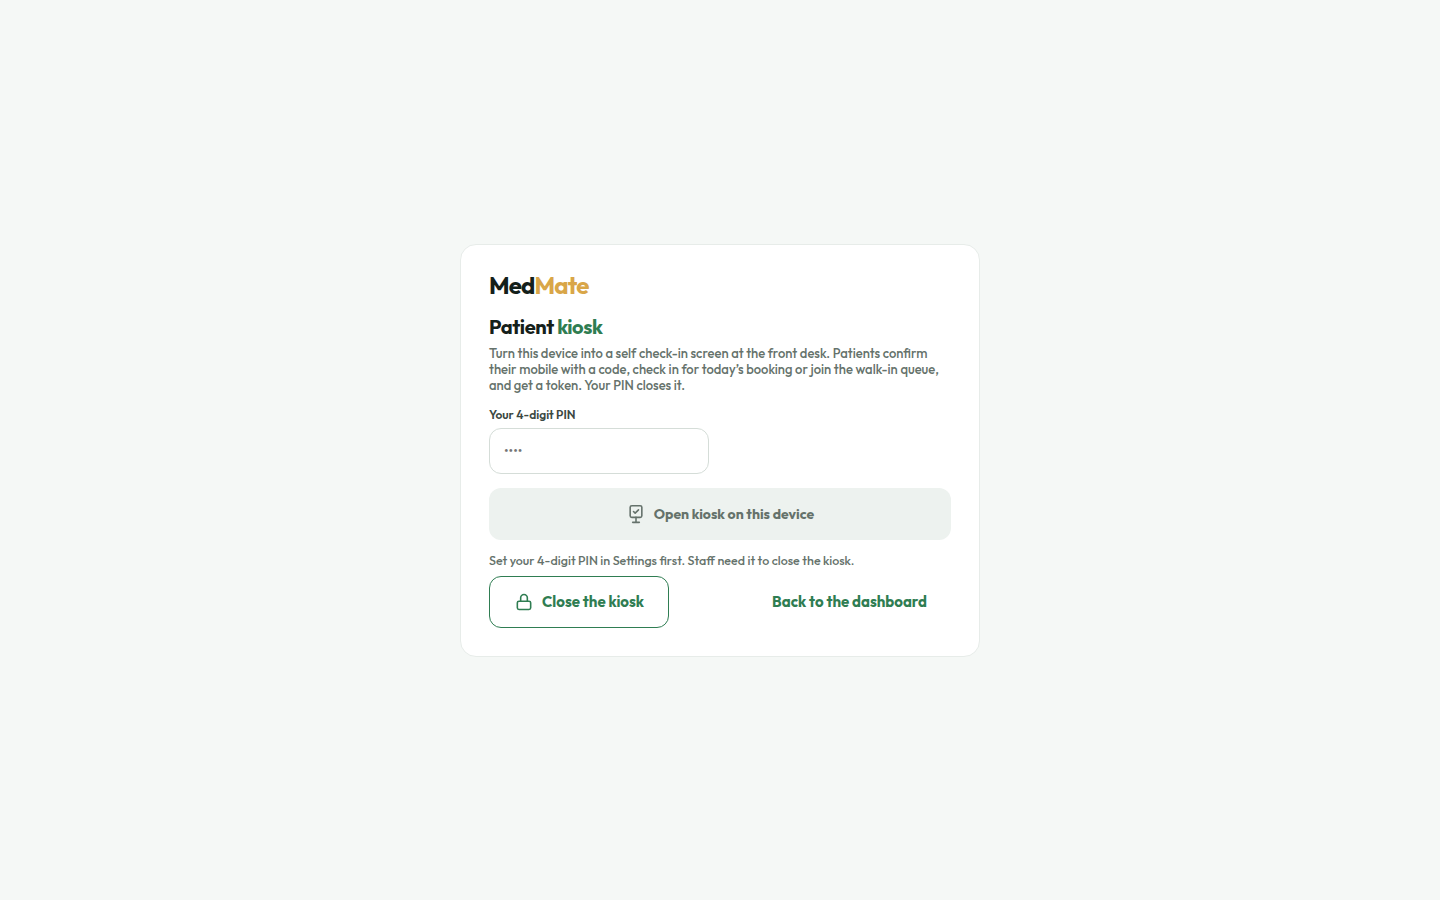 MedMate
Patient kiosk
Turn this device into a self check-in screen at the front desk. Patients confirm
their mobile with a code, check in for today's booking or join the walk-in queue,
and get a token. Your PIN closes it.
Your 4-digit PIN
••••
Open kiosk on this device
Set your 4-digit PIN in Settings first. Staff need it to close the kiosk.
Close the kiosk
Back to the dashboard